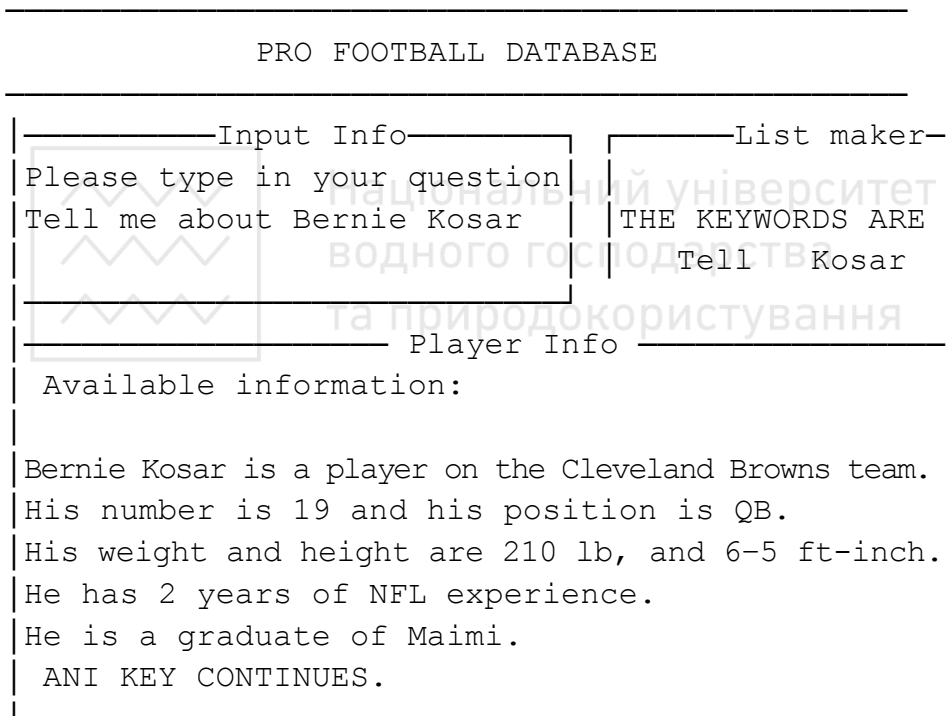 PRO FOOTBALL DATABASE
Input Info
List maker
Please type in your question
Tell me about Bernie Kosar
THE KEYWORDS ARE
Tell Kosar
Player Info
Available information:
Bernie Kosar is a player on the Cleveland Browns team.
His number is 19 and his position is QB.
His weight and height are 210 lb, and 6-5 ft-inch.
He has 2 years of NFL experience.
He is a graduate of Maimi.
ANI KEY CONTINUES.
Національний університет
водного господарства
та природокористування